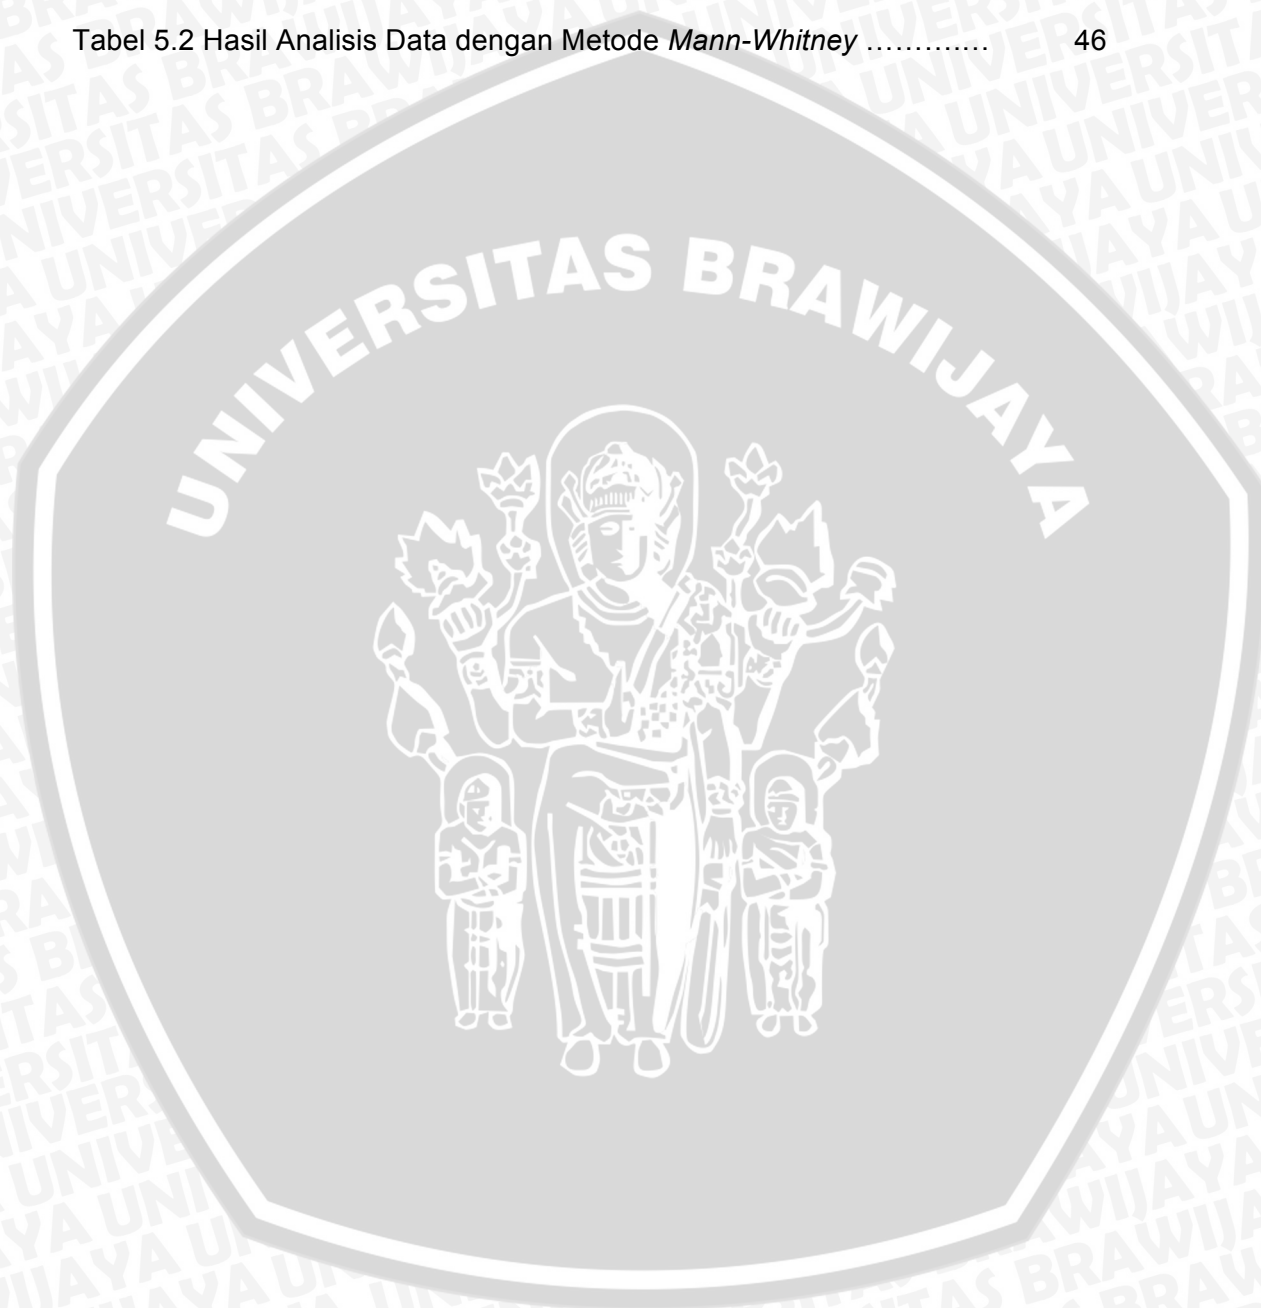 Tabel 5.2 Hasil Analisis Data dengan Metode Mann-Whitney …………… 46
UNIVERSITAS BRAWIJAYA